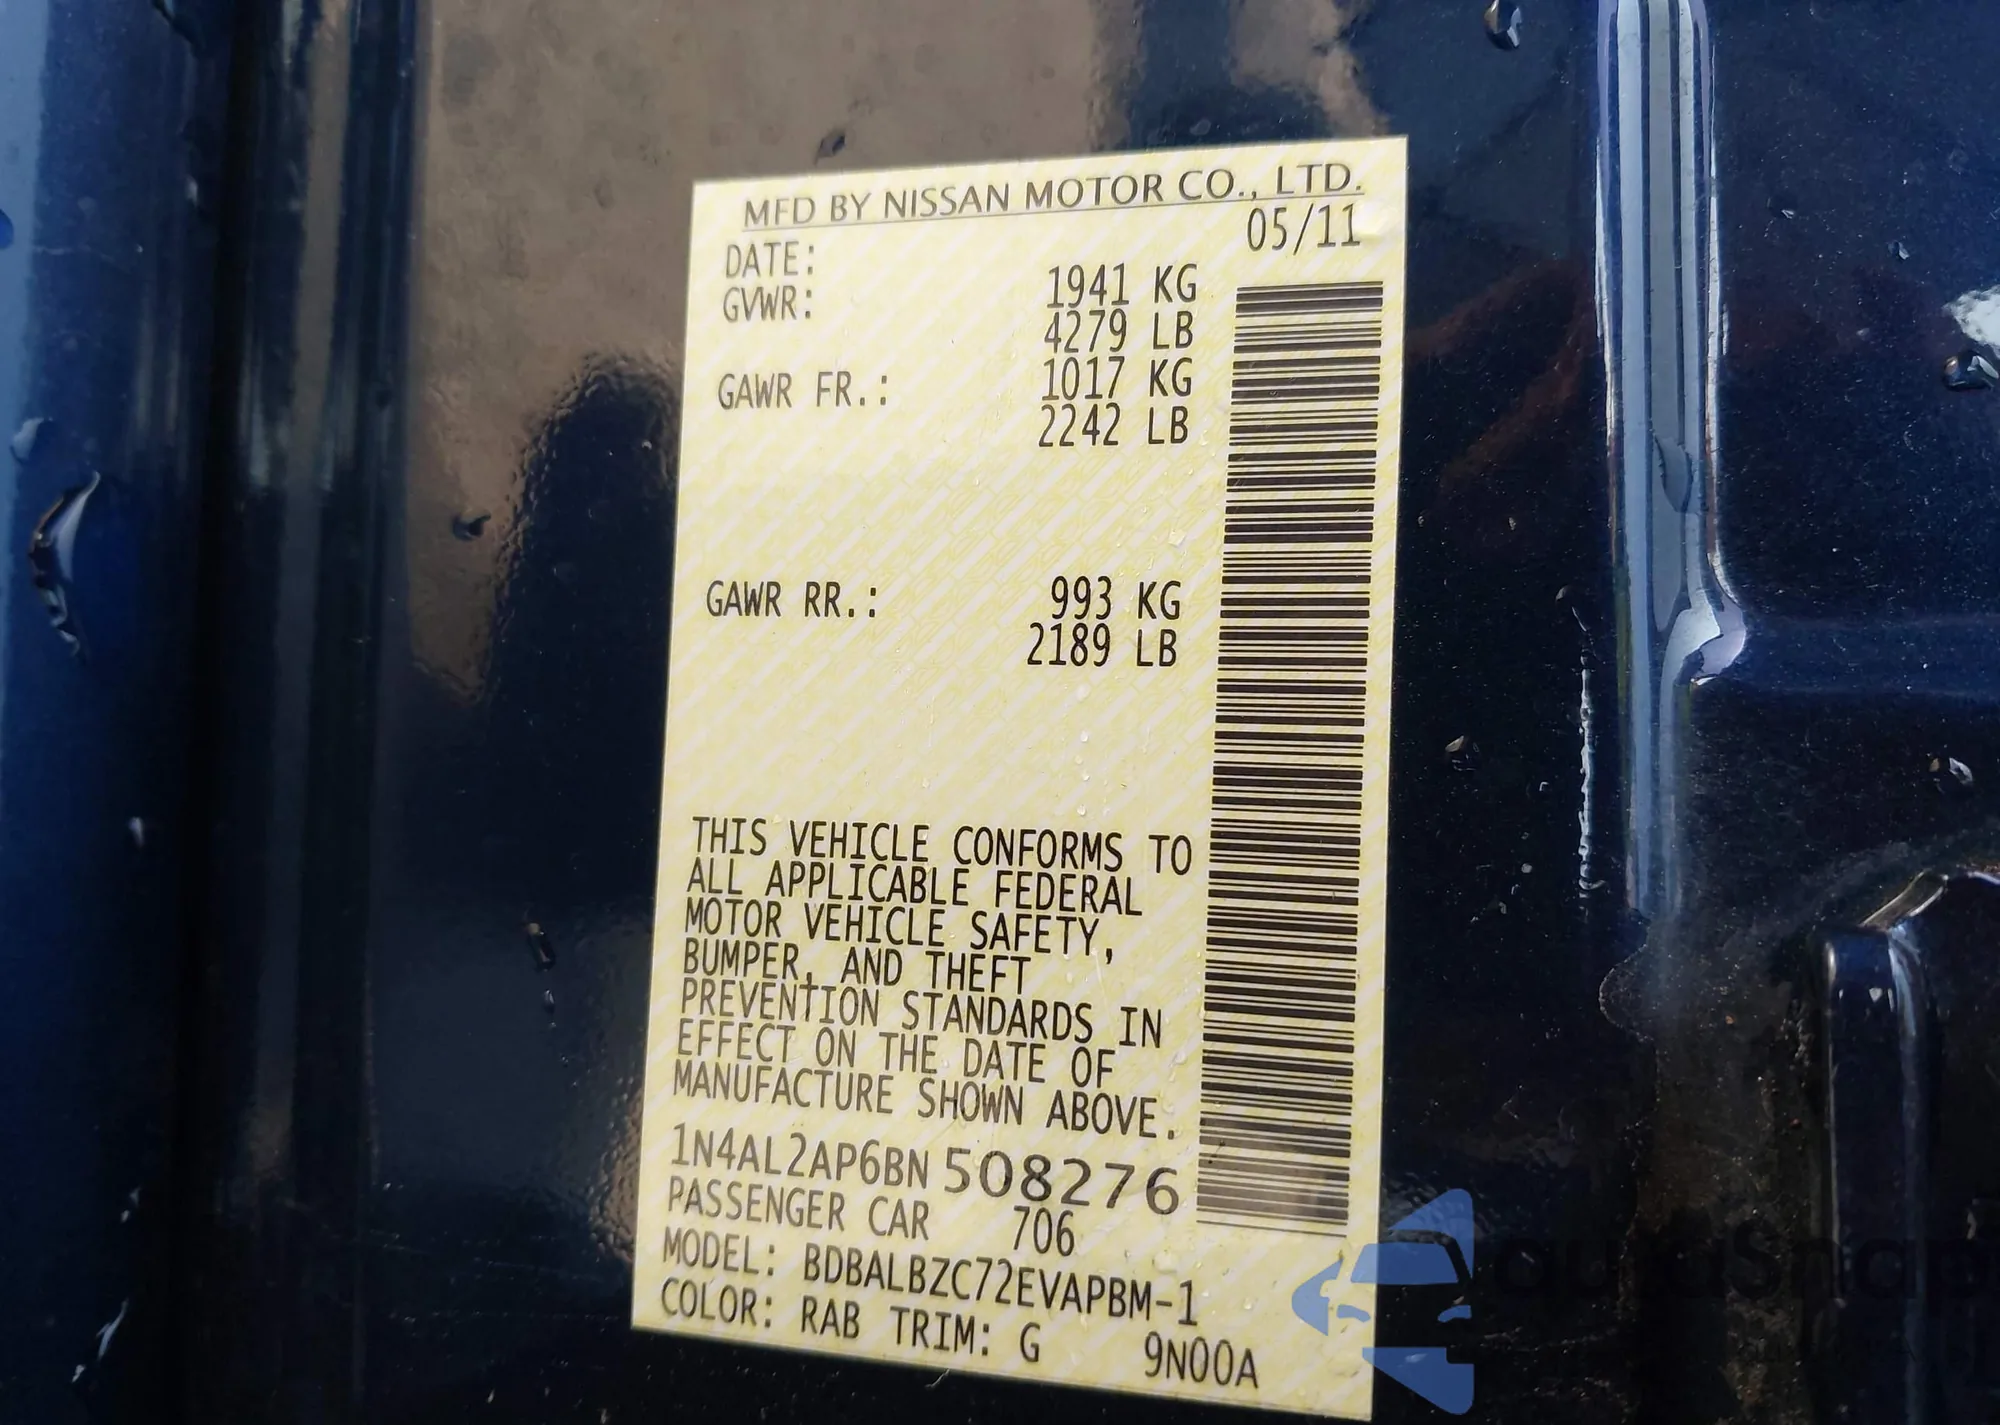 MFD BY NISSAN MOTOR CO., LTD.
DATE: 05/11
GVWR: 1941 KG
4279 LB
GAWR FR.: 1017 KG
2242 LB
GAWR RR.: 993 KG
2189 LB
THIS VEHICLE CONFORMS TO
ALL APPLICABLE FEDERAL
MOTOR VEHICLE SAFETY,
BUMPER, AND THEFT
PREVENTION STANDARDS IN
EFFECT ON THE DATE OF
MANUFACTURE SHOWN ABOVE.
1N4AL2AP6BN508276
PASSENGER CAR 706
MODEL: BDBALBZC72EVAPBM-1
COLOR: RAB TRIM: G 9N00A